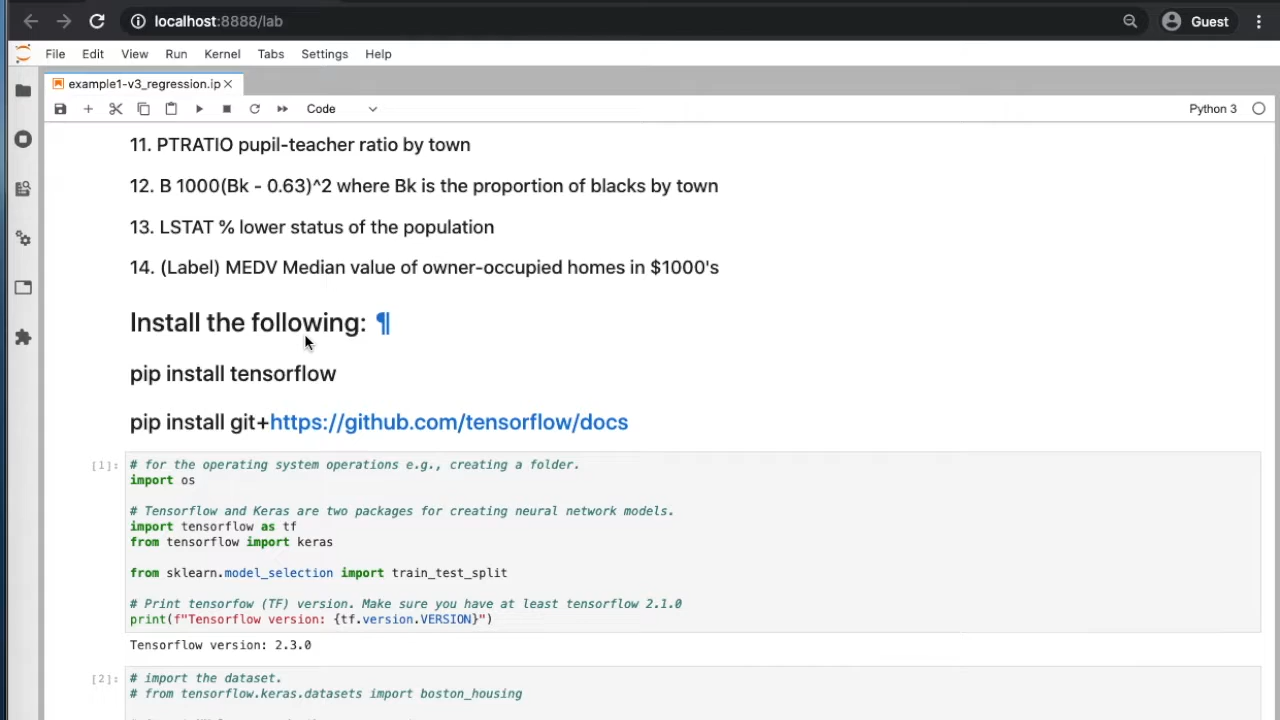 localhost:8888/lab
Guest
File Edit View Run Kernel Tabs Settings Help
example1-v3_regression.ip
Code
Python 3
11. PTRATIO pupil-teacher ratio by town
12. B 1000(Bk - 0.63)^2 where Bk is the proportion of blacks by town
13. LSTAT % lower status of the population
14. (Label) MEDV Median value of owner-occupied homes in $1000's
Install the following: ¶
pip install tensorflow
pip install git+https://github.com/tensorflow/docs
[1]:
# for the operating system operations e.g., creating a folder.
import os
# Tensorflow and Keras are two packages for creating neural network models.
import tensorflow as tf
from tensorflow import keras
from sklearn.model_selection import train_test_split
# Print tensorfow (TF) version. Make sure you have at least tensorflow 2.1.0
print(f"Tensorflow version: {tf.version.VERSION}")
Tensorflow version: 2.3.0
[2]:
# import the dataset.
# from tensorflow.keras.datasets import boston_housing